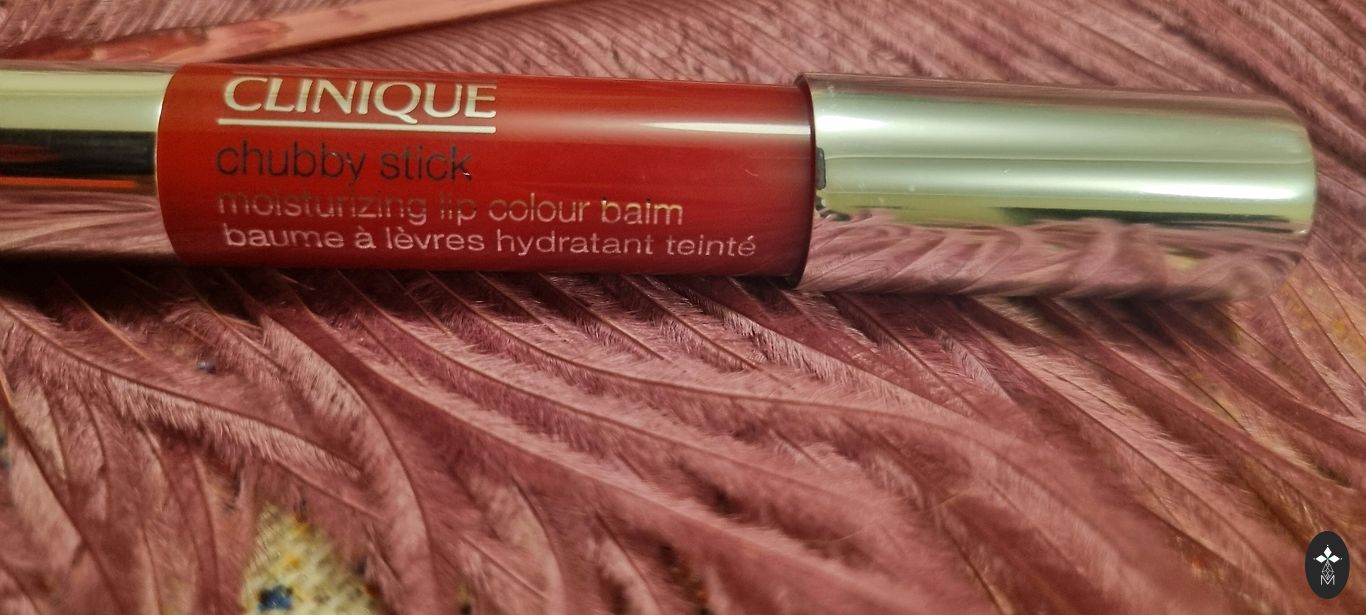 CLINIQUE
chubby stick
moisturizing lip colour balm
baume à lèvres hydratant teinté
M